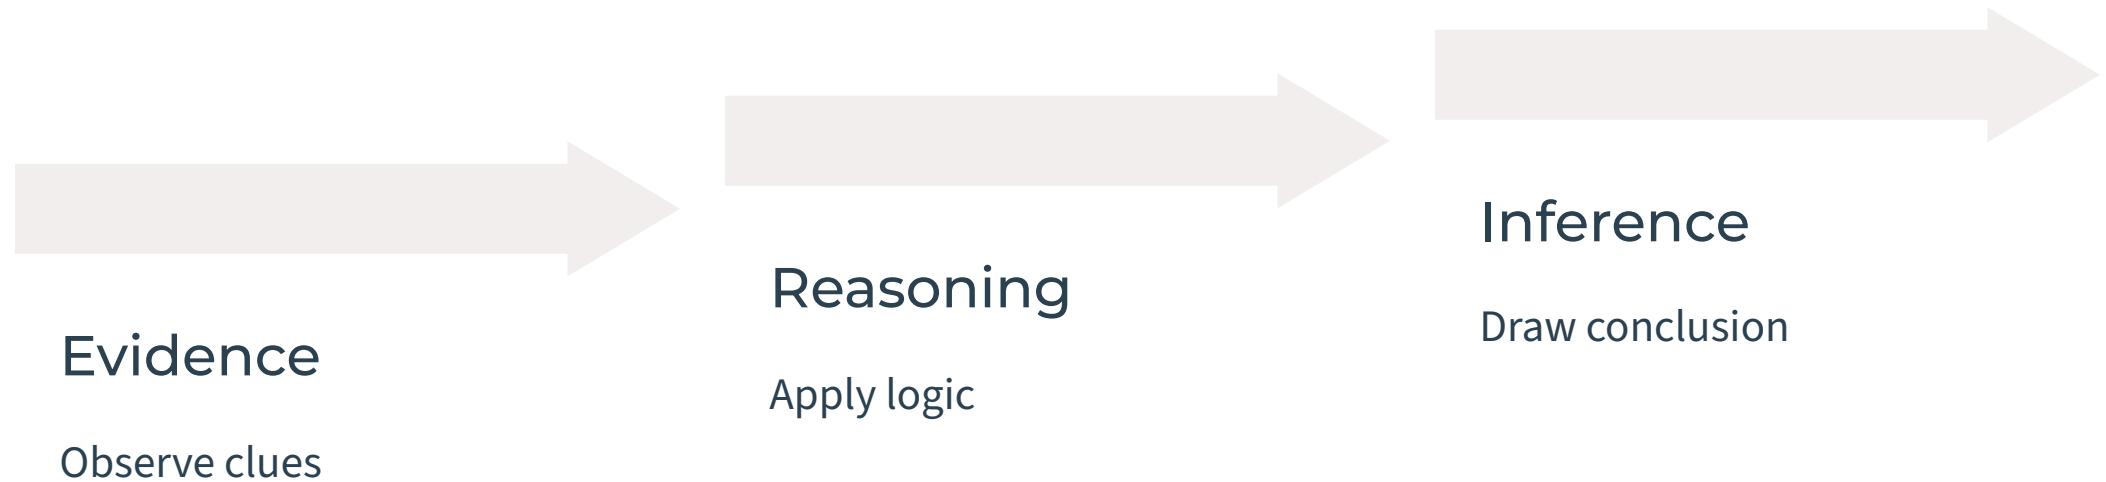 Evidence
Observe clues
Reasoning
Apply logic
Inference
Draw conclusion